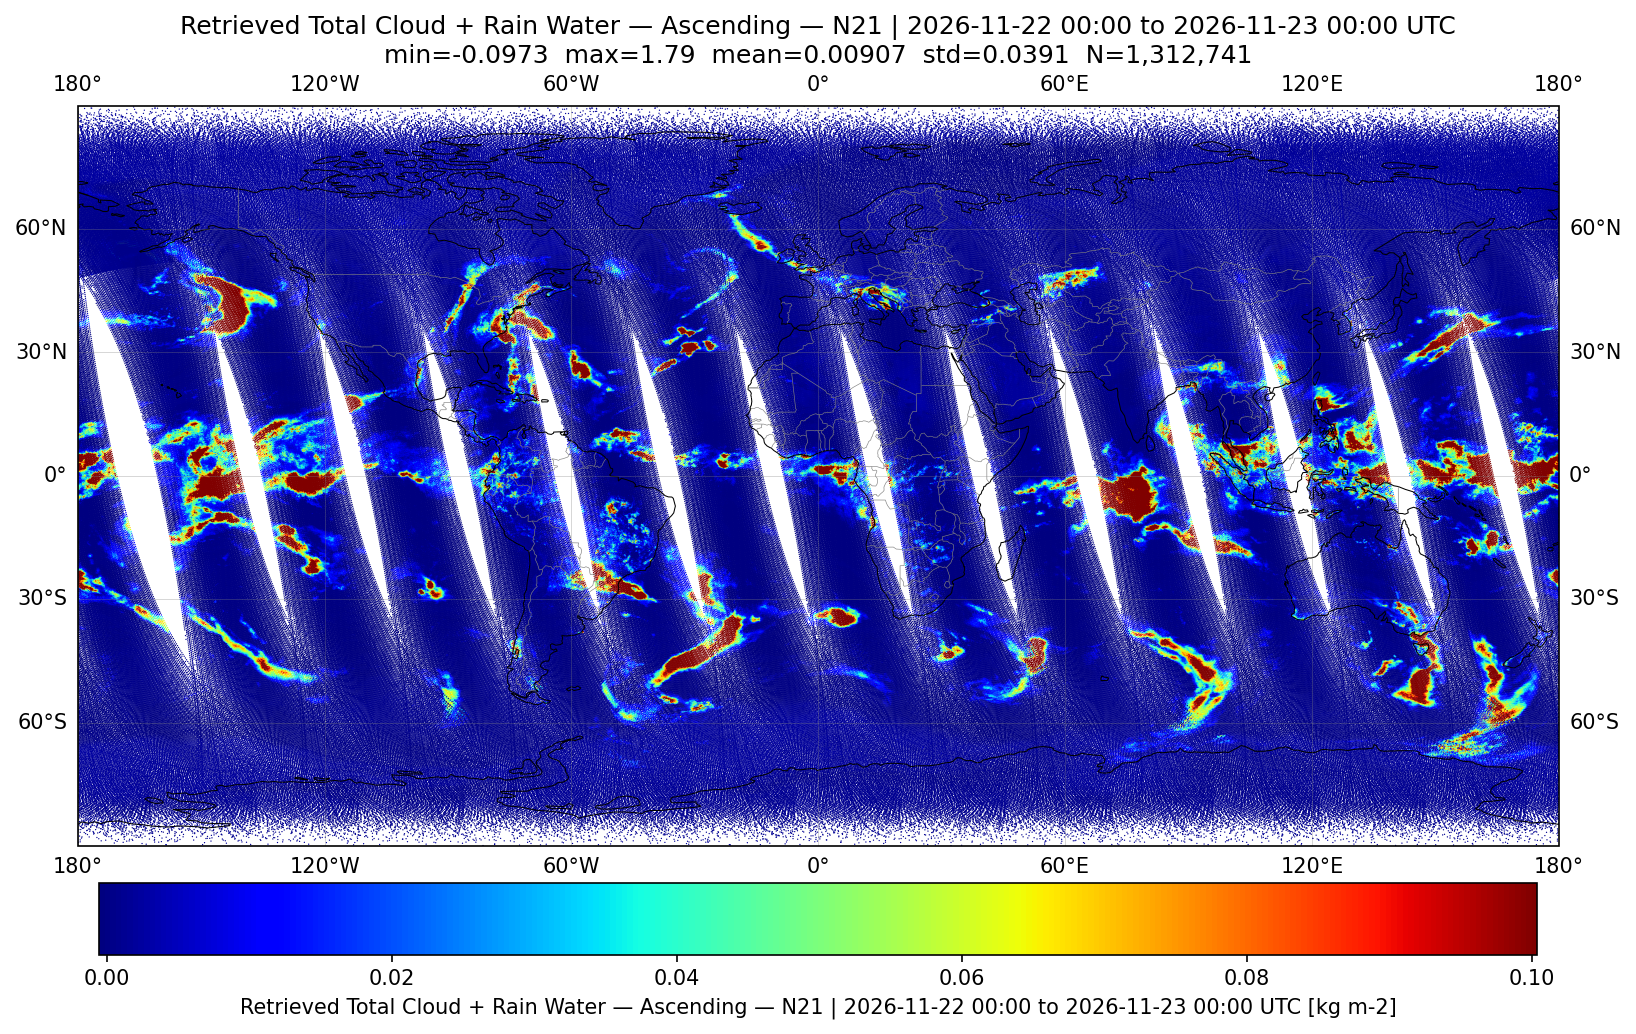 Retrieved Total Cloud + Rain Water — Ascending — N21 | 2026-11-22 00:00 to 2026-11-23 00:00 UTC
min=-0.0973 max=1.79 mean=0.00907 std=0.0391 N=1,312,741
180° 120°W 60°W 0° 60°E 120°E 180°
60°N 60°N
30°N 30°N
0° 0°
30°S 30°S
60°S 60°S
180° 120°W 60°W 0° 60°E 120°E 180°
0.00 0.02 0.04 0.06 0.08 0.10
Retrieved Total Cloud + Rain Water — Ascending — N21 | 2026-11-22 00:00 to 2026-11-23 00:00 UTC [kg m-2]